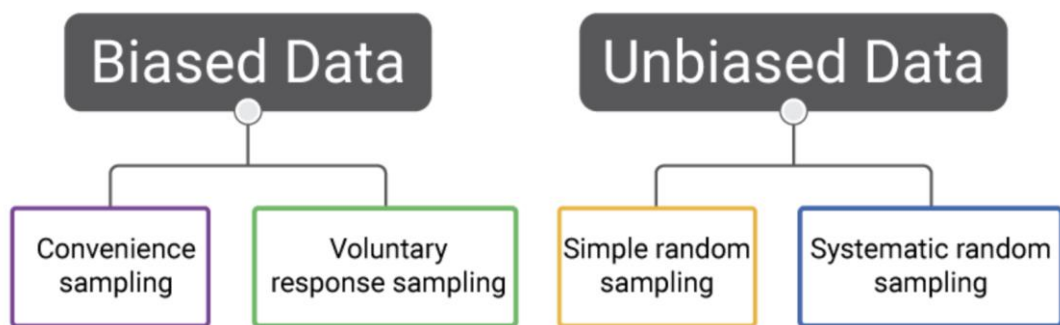 Biased Data
Unbiased Data
Convenience
sampling
Voluntary
response sampling
Simple random
sampling
Systematic random
sampling